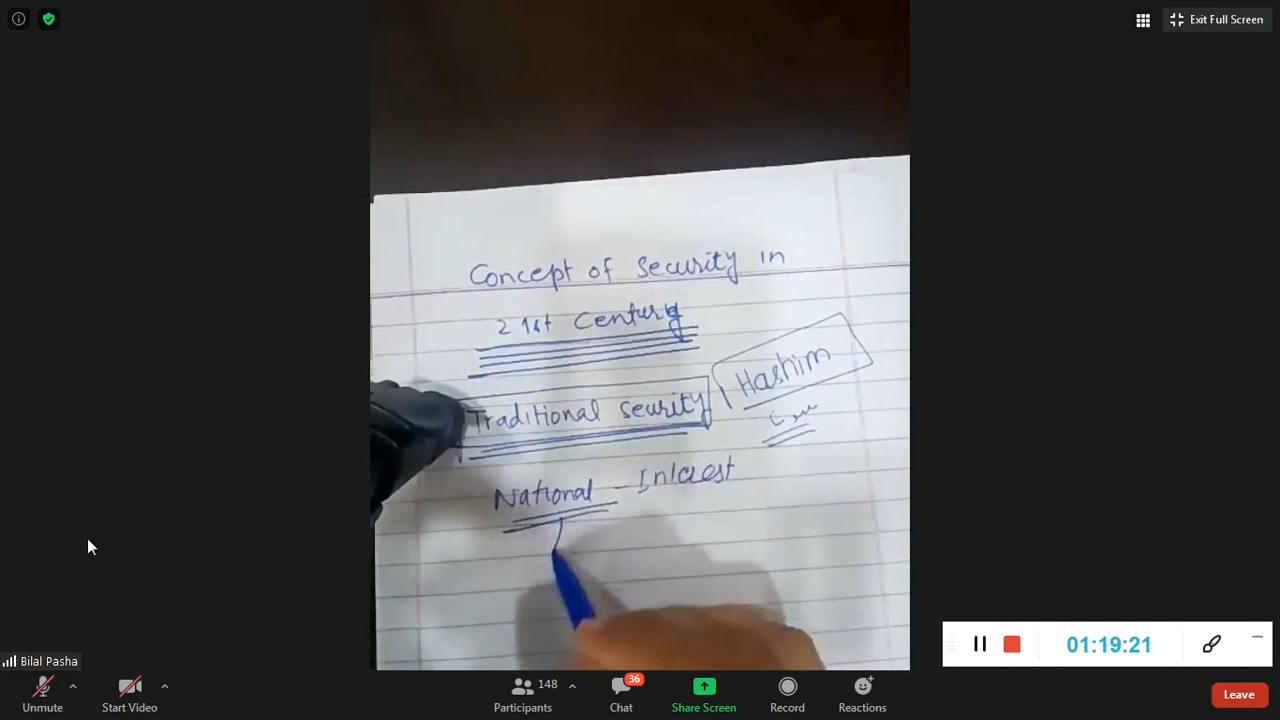 Exit Full Screen
Concept of Security in
21st Century
Hashim
Traditional Security
National - Interest
Bilal Pasha
01:19:21
Unmute
Start Video
148
Participants
36
Chat
Share Screen
Record
Reactions
Leave